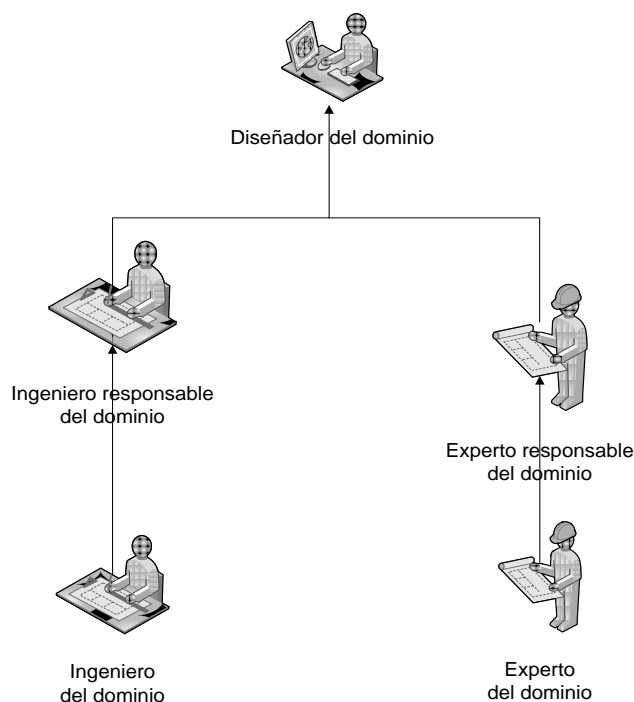 Diseñador del dominio
Ingeniero responsable
del dominio
Experto responsable
del dominio
Ingeniero
del dominio
Experto
del dominio